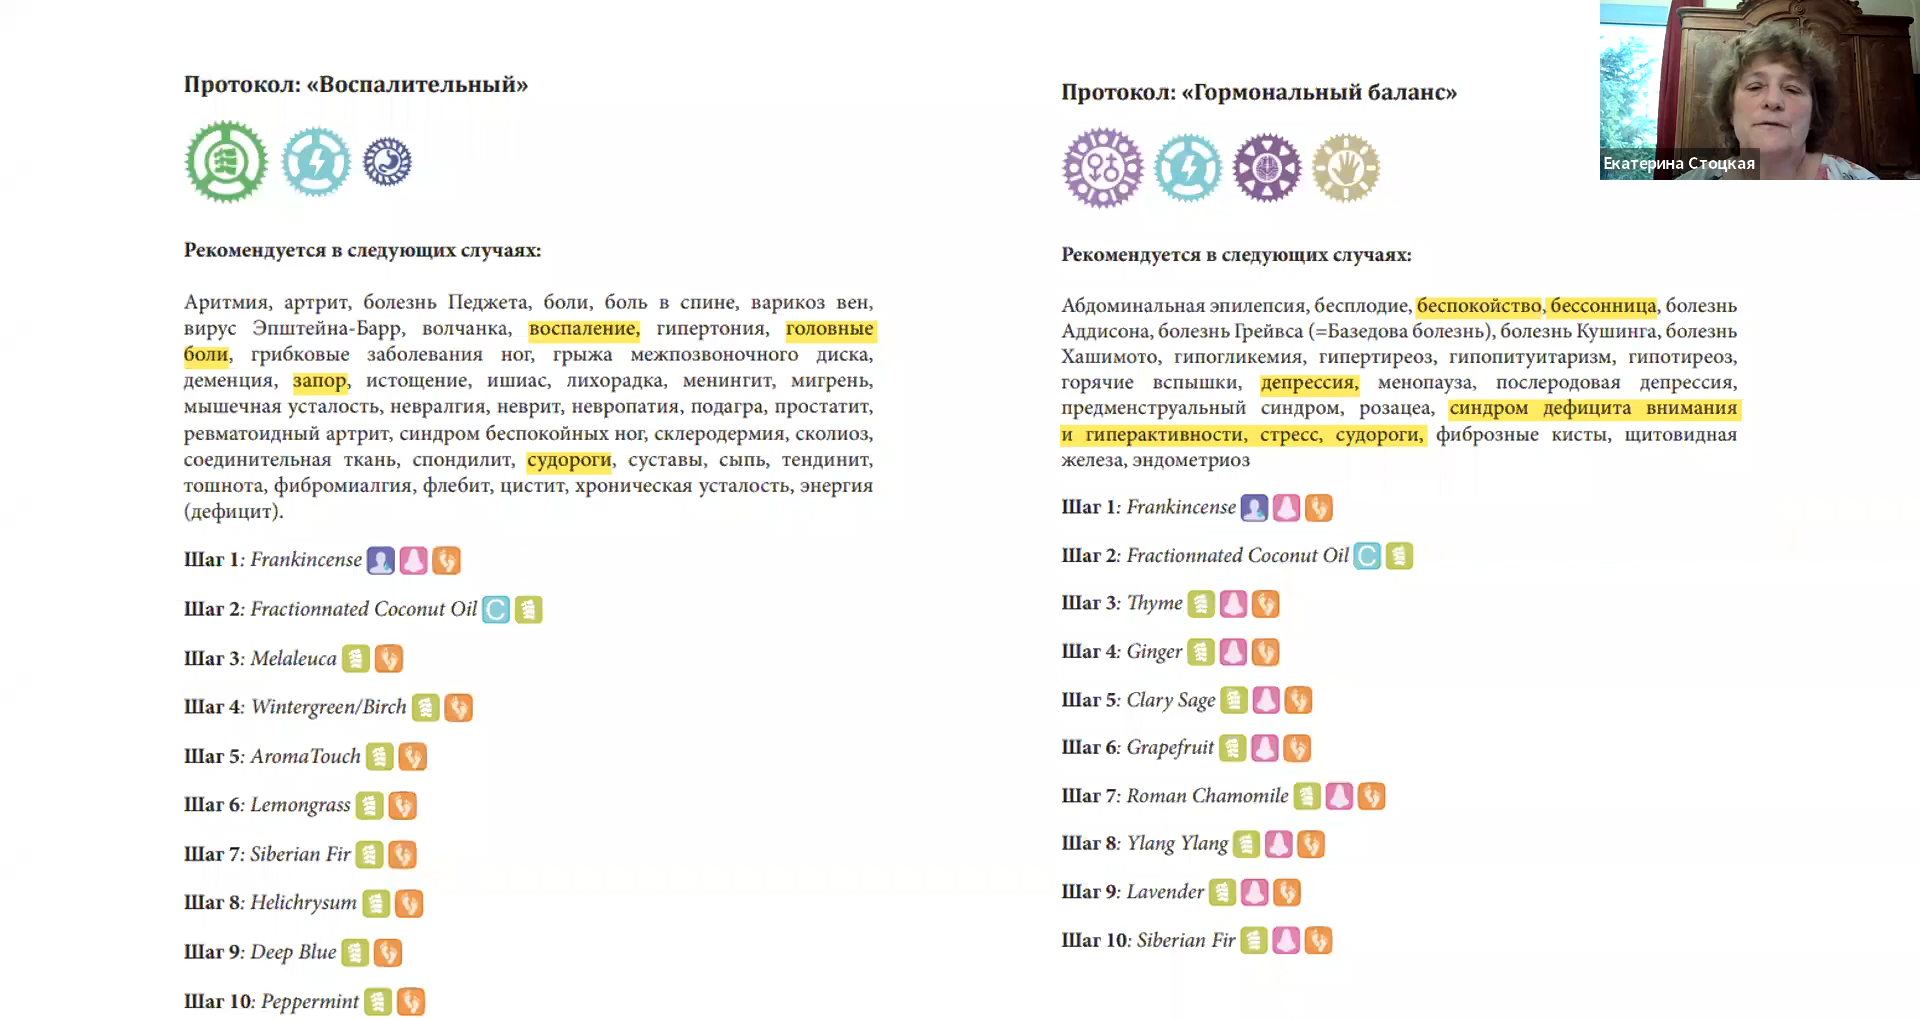 Протокол: «Воспалительный»
Рекомендуется в следующих случаях:
Аритмия, артрит, болезнь Педжета, боли, боль в спине, варикоз вен,
вирус Эпштейна-Барр, волчанка, воспаление, гипертония, головные
боли, грибковые заболевания ног, грыжа межпозвоночного диска,
деменция, запор, истощение, ишиас, лихорадка, менингит, мигрень,
мышечная усталость, невралгия, неврит, невропатия, подагра, простатит,
ревматоидный артрит, синдром беспокойных ног, склеродермия, сколиоз,
соединительная ткань, спондилит, судороги, суставы, сыпь, тендинит,
тошнота, фибромиалгия, флебит, цистит, хроническая усталость, энергия
(дефицит).
Шаг 1: Frankincense
Шаг 2: Fractionnated Coconut Oil C
Шаг 3: Melaleuca
Шаг 4: Wintergreen/Birch
Шаг 5: AromaTouch
Шаг 6: Lemongrass
Шаг 7: Siberian Fir
Шаг 8: Helichrysum
Шаг 9: Deep Blue
Шаг 10: Peppermint
Протокол: «Гормональный баланс»
Рекомендуется в следующих случаях:
Абдоминальная эпилепсия, бесплодие, беспокойство, бессонница, болезнь
Аддисона, болезнь Грейвса (=Базедова болезнь), болезнь Кушинга, болезнь
Хашимото, гипогликемия, гипертиреоз, гипопитуитаризм, гипотиреоз,
горячие вспышки, депрессия, менопауза, послеродовая депрессия,
предменструальный синдром, розацеа, синдром дефицита внимания
и гиперактивности, стресс, судороги, фиброзные кисты, щитовидная
железа, эндометриоз
Шаг 1: Frankincense
Шаг 2: Fractionnated Coconut Oil C
Шаг 3: Thyme
Шаг 4: Ginger
Шаг 5: Clary Sage
Шаг 6: Grapefruit
Шаг 7: Roman Chamomile
Шаг 8: Ylang Ylang
Шаг 9: Lavender
Шаг 10: Siberian Fir
Екатерина Стоцкая